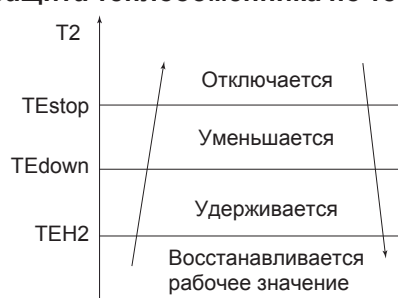 T2
Отключается
TEstop
Уменьшается
TEdown
Удерживается
TEH2
Восстанавливается
рабочее значение